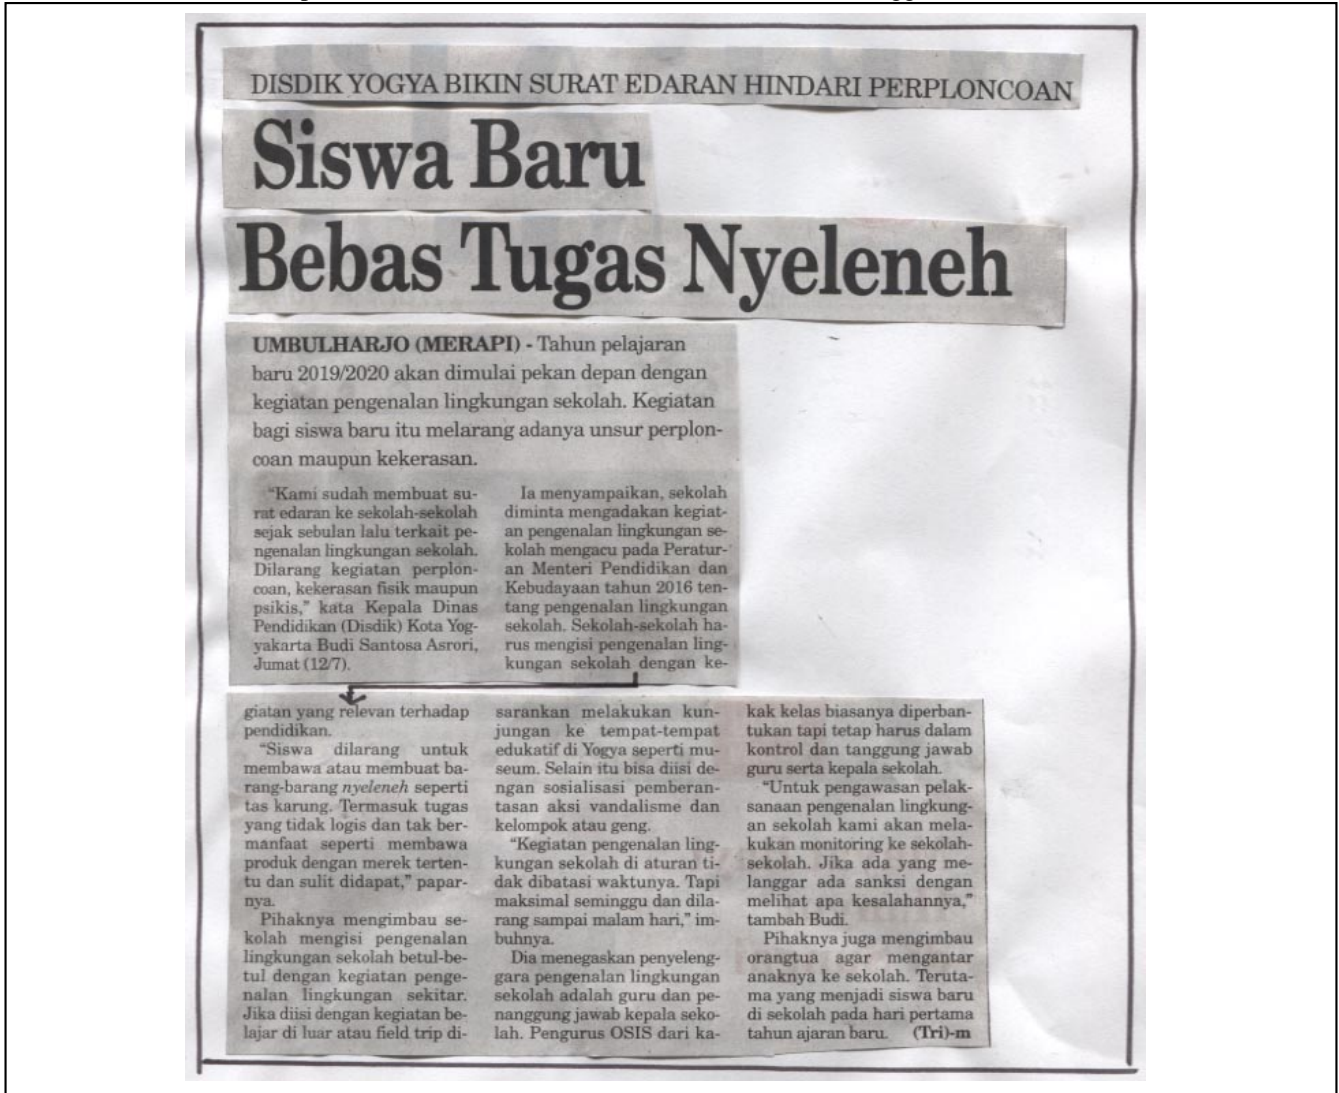 DISDIK YOGYA BIKIN SURAT EDARAN HINDARI PERPLONCOAN
Siswa Baru
Bebas Tugas Nyeleneh
UMBULHARJO (MERAPI) - Tahun pelajaran
baru 2019/2020 akan dimulai pekan depan dengan
kegiatan pengenalan lingkungan sekolah. Kegiatan
bagi siswa baru itu melarang adanya unsur perplon-
coan maupun kekerasan.
"Kami sudah membuat su-
rat edaran ke sekolah-sekolah
sejak sebulan lalu terkait pe-
ngenalan lingkungan sekolah.
Dilarang kegiatan perplon-
coan, kekerasan fisik maupun
psikis," kata Kepala Dinas
Pendidikan (Disdik) Kota Yog-
yakarta Budi Santosa Asrori,
Jumat (12/7).
Ia menyampaikan, sekolah
diminta mengadakan kegiat-
an pengenalan lingkungan se-
kolah mengacu pada Peratur-
an Menteri Pendidikan dan
Kebudayaan tahun 2016 ten-
tang pengenalan lingkungan
sekolah. Sekolah-sekolah ha-
rus mengisi pengenalan ling-
kungan sekolah dengan ke-
giatan yang relevan terhadap
pendidikan.
"Siswa dilarang untuk
membawa atau membuat ba-
rang-barang nyeleneh seperti
tas karung. Termasuk tugas
yang tidak logis dan tak ber-
manfaat seperti membawa
produk dengan merek terten-
tu dan sulit didapat," papar-
nya.
Pihaknya mengimbau se-
kolah mengisi pengenalan
lingkungan sekolah betul-be-
tul dengan kegiatan penge-
nalan lingkungan sekitar.
Jika diisi dengan kegiatan be-
lajar di luar atau field trip di-
sarankan melakukan kun-
jungan ke tempat-tempat
edukatif di Yogya seperti mu-
seum. Selain itu bisa diisi de-
ngan sosialisasi pemberan-
tasan aksi vandalisme dan
kelompok atau geng.
"Kegiatan pengenalan ling-
kungan sekolah di aturan ti-
dak dibatasi waktunya. Tapi
maksimal seminggu dan dila-
rang sampai malam hari," im-
buhnya.
Dia menegaskan penyeleng-
gara pengenalan lingkungan
sekolah adalah guru dan pe-
nanggung jawab kepala seko-
lah. Pengurus OSIS dari ka-
kak kelas biasanya diperban-
tukan tapi tetap harus dalam
kontrol dan tanggung jawab
guru serta kepala sekolah.
"Untuk pengawasan pelak-
sanaan pengenalan lingkung-
an sekolah kami akan mela-
kukan monitoring ke sekolah-
sekolah. Jika ada yang me-
langgar ada sanksi dengan
melihat apa kesalahannya,"
tambah Budi.
Pihaknya juga mengimbau
orangtua agar mengantar
anaknya ke sekolah. Teruta-
ma yang menjadi siswa baru
di sekolah pada hari pertama
tahun ajaran baru. (Tri)-m